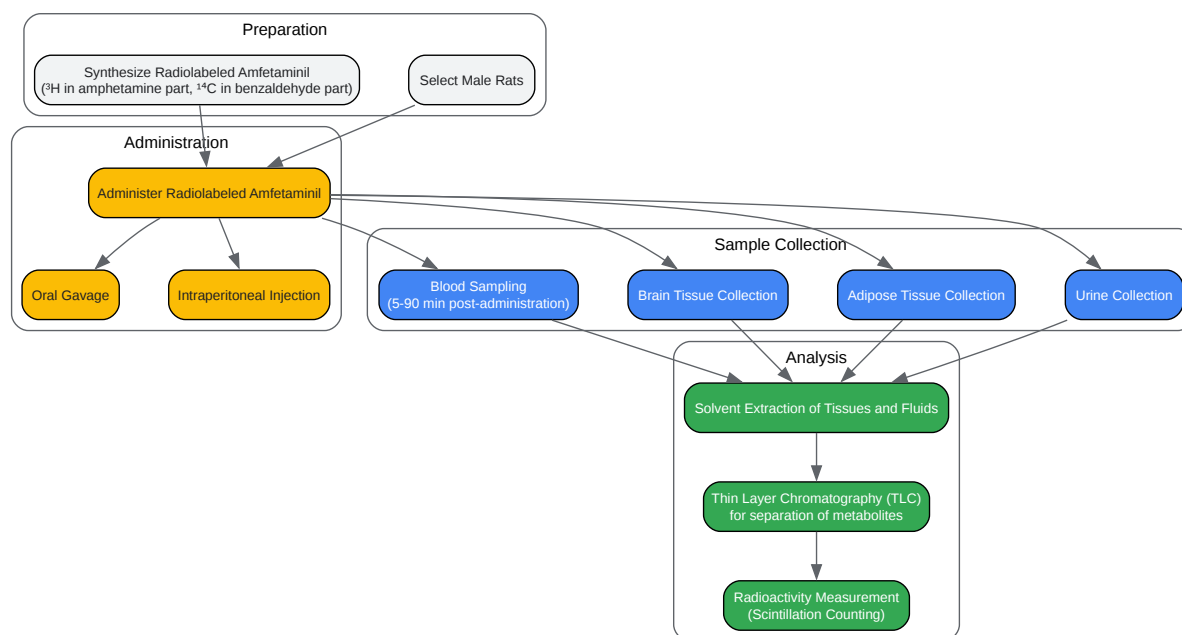 Preparation
Synthesize Radiolabeled Amfetaminil
(³H in amphetamine part, ¹⁴C in benzaldehyde part)
Select Male Rats
Administration
Administer Radiolabeled Amfetaminil
Oral Gavage
Intraperitoneal Injection
Sample Collection
Blood Sampling
(5-90 min post-administration)
Brain Tissue Collection
Adipose Tissue Collection
Urine Collection
Analysis
Solvent Extraction of Tissues and Fluids
Thin Layer Chromatography (TLC)
for separation of metabolites
Radioactivity Measurement
(Scintillation Counting)